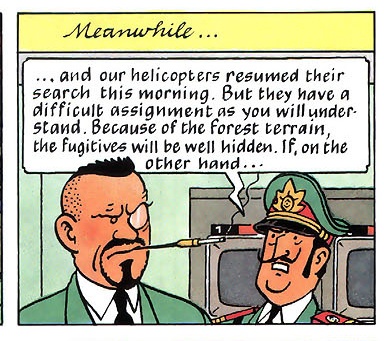 Meanwhile...
... and our helicopters resumed their
search this morning. But they have a
difficult assignment as you will under-
stand. Because of the forest terrain,
the fugitives will be well hidden. If, on the
other hand...
1